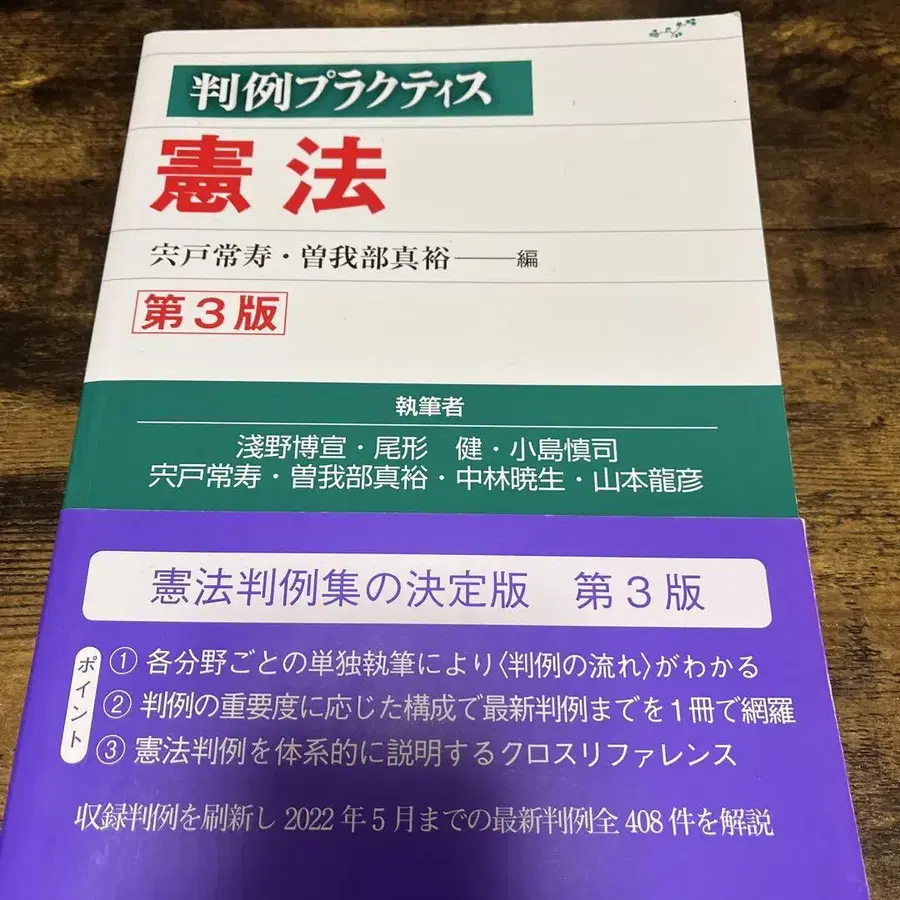 判例プラクティス
憲法
宍戸常寿・曽我部真裕――編
第3版
執筆者
淺野博宣・尾形　健・小島慎司
宍戸常寿・曽我部真裕・中林暁生・山本龍彦
憲法判例集の決定版　第3版
ポイント
① 各分野ごとの単独執筆により〈判例の流れ〉がわかる
② 判例の重要度に応じた構成で最新判例までを1冊で網羅
③ 憲法判例を体系的に説明するクロスリファレンス
収録判例を刷新し2022年5月までの最新判例全408件を解説